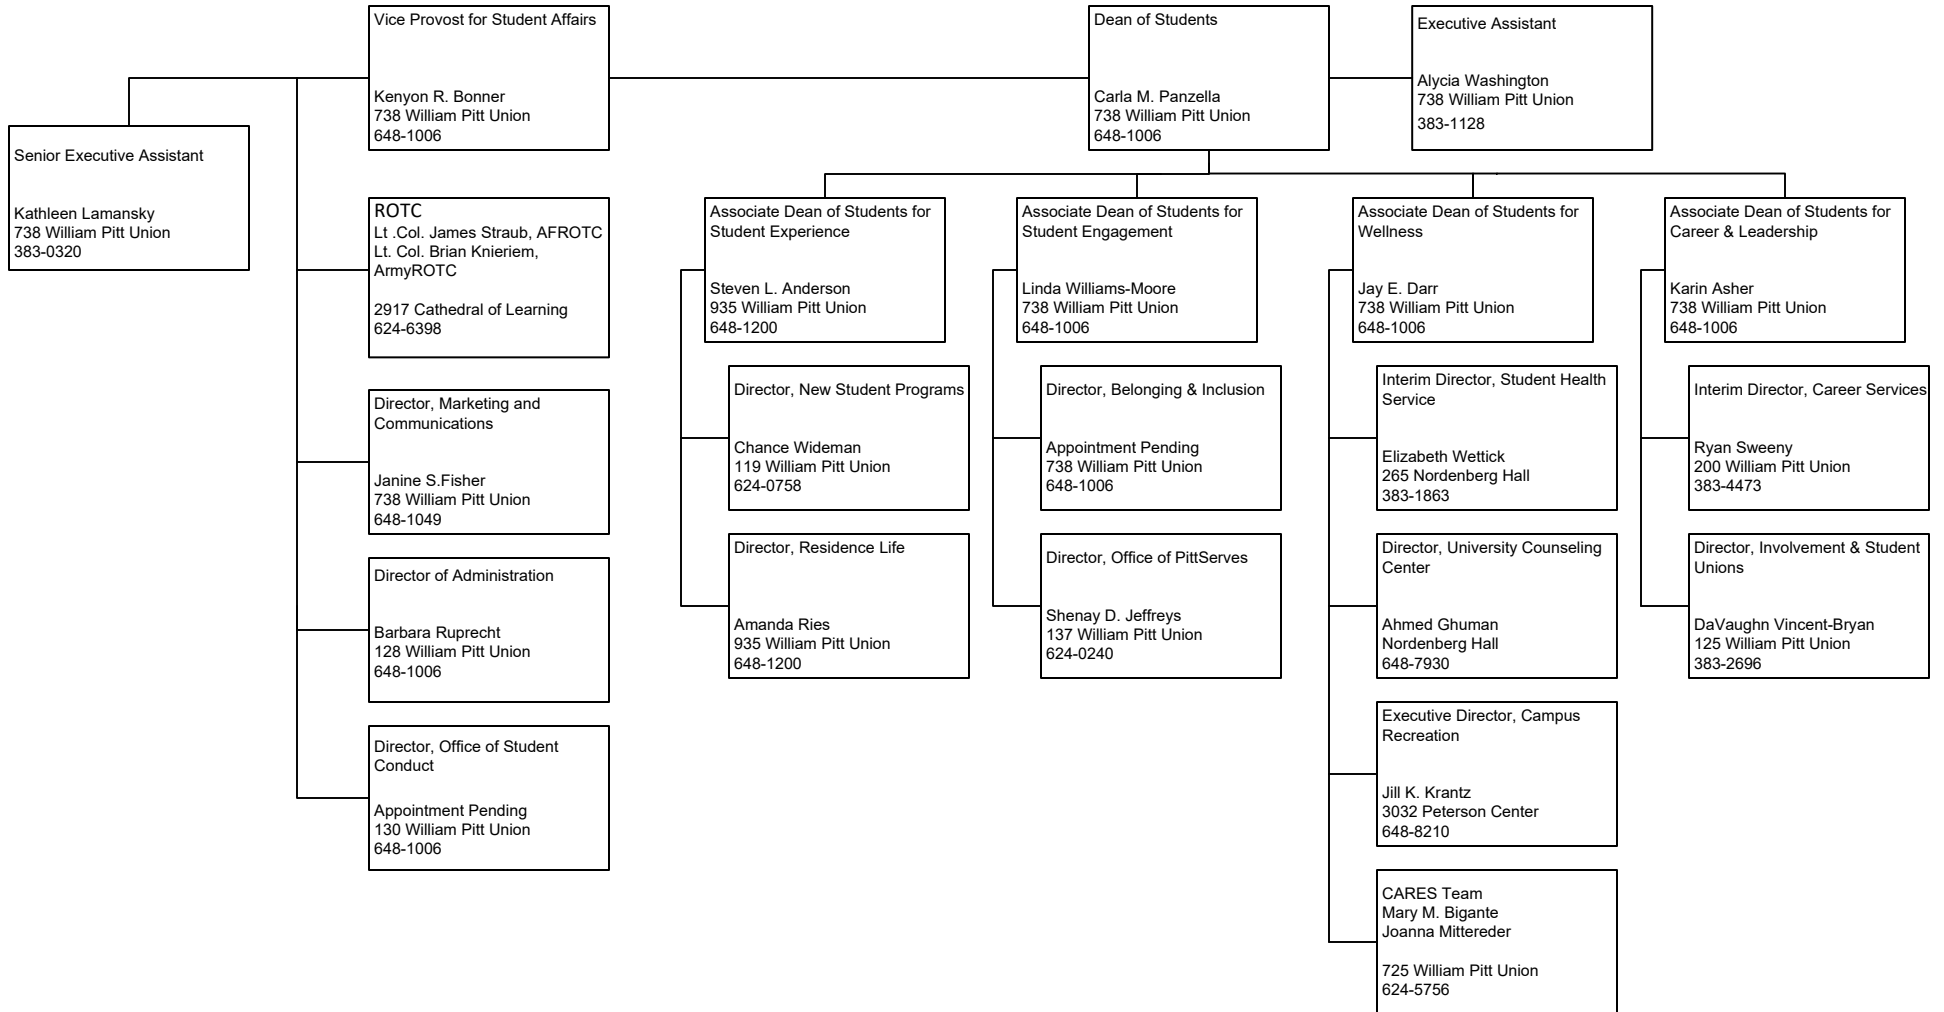 Vice Provost for Student Affairs
Kenyon R. Bonner
738 William Pitt Union
648-1006
Dean of Students
Carla M. Panzella
738 William Pitt Union
648-1006
Executive Assistant
Alycia Washington
738 William Pitt Union
383-1128
Senior Executive Assistant
Kathleen Lamansky
738 William Pitt Union
383-0320
ROTC
Lt .Col. James Straub, AFROTC
Lt. Col. Brian Knieriem,
ArmyROTC
2917 Cathedral of Learning
624-6398
Director, Marketing and
Communications
Janine S.Fisher
738 William Pitt Union
648-1049
Director of Administration
Barbara Ruprecht
128 William Pitt Union
648-1006
Director, Office of Student
Conduct
Appointment Pending
130 William Pitt Union
648-1006
Associate Dean of Students for
Student Experience
Steven L. Anderson
935 William Pitt Union
648-1200
Director, New Student Programs
Chance Wideman
119 William Pitt Union
624-0758
Director, Residence Life
Amanda Ries
935 William Pitt Union
648-1200
Associate Dean of Students for
Student Engagement
Linda Williams-Moore
738 William Pitt Union
648-1006
Director, Belonging & Inclusion
Appointment Pending
738 William Pitt Union
648-1006
Director, Office of PittServes
Shenay D. Jeffreys
137 William Pitt Union
624-0240
Associate Dean of Students for
Wellness
Jay E. Darr
738 William Pitt Union
648-1006
Interim Director, Student Health
Service
Elizabeth Wettick
265 Nordenberg Hall
383-1863
Director, University Counseling
Center
Ahmed Ghuman
Nordenberg Hall
648-7930
Executive Director, Campus
Recreation
Jill K. Krantz
3032 Peterson Center
648-8210
CARES Team
Mary M. Bigante
Joanna Mittereder
725 William Pitt Union
624-5756
Associate Dean of Students for
Career & Leadership
Karin Asher
738 William Pitt Union
648-1006
Interim Director, Career Services
Ryan Sweeny
200 William Pitt Union
383-4473
Director, Involvement & Student
Unions
DaVaughn Vincent-Bryan
125 William Pitt Union
383-2696